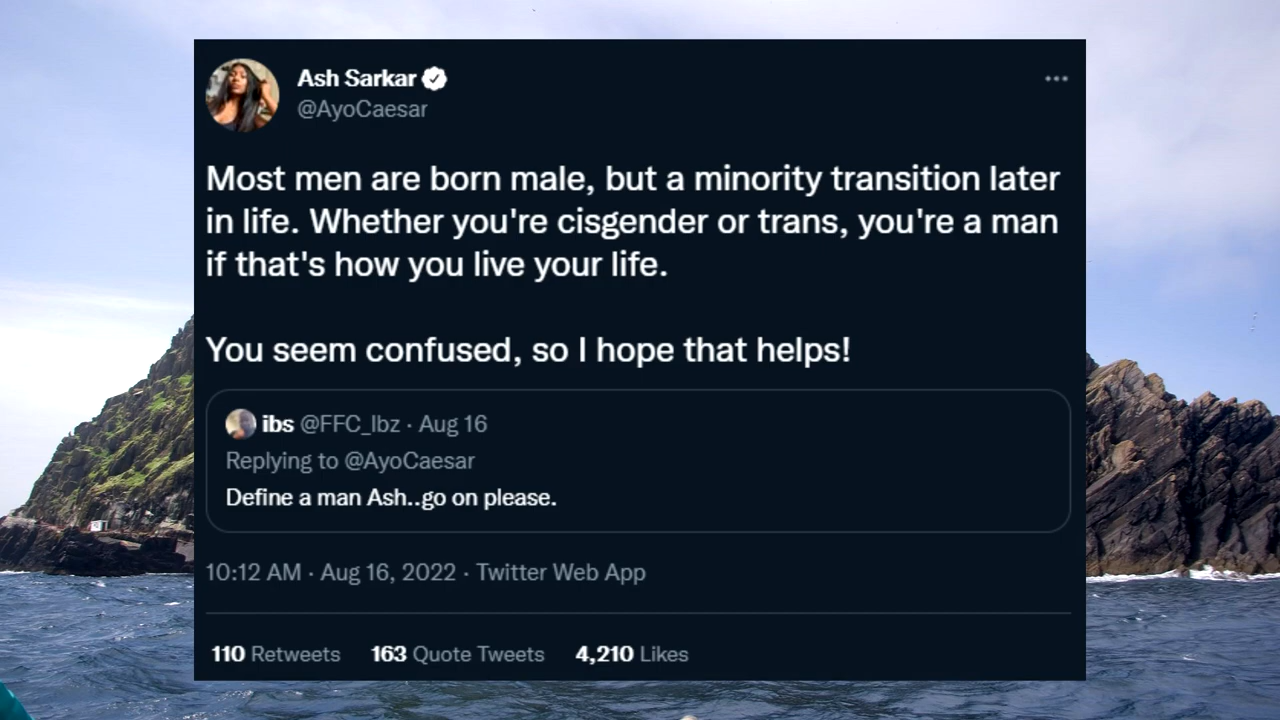 Ash Sarkar
@AyoCaesar
Most men are born male, but a minority transition later
in life. Whether you're cisgender or trans, you're a man
if that's how you live your life.
You seem confused, so I hope that helps!
ibs @FFC_Ibz · Aug 16
Replying to @AyoCaesar
Define a man Ash..go on please.
10:12 AM · Aug 16, 2022 · Twitter Web App
110 Retweets 163 Quote Tweets 4,210 Likes